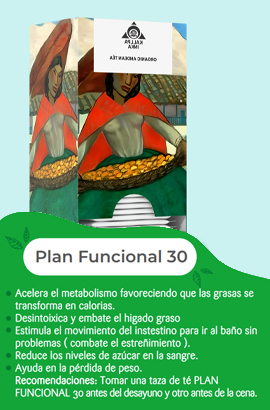 KALLPA
INKA
ORGANIC ANDEAN TEA
Plan Funcional 30
Acelera el metabolismo favoreciendo que las grasas se
transforma en calorías.
Desintoixica y embate el higado graso
Estimula el movimiento del instestino para ir al baño sin
problemas ( combate el estreñimiento ).
Reduce los niveles de azúcar en la sangre.
Ayuda en la pérdida de peso.
Recomendaciones: Tomar una taza de té PLAN
FUNCIONAL 30 antes del desayuno y otro antes de la cena.